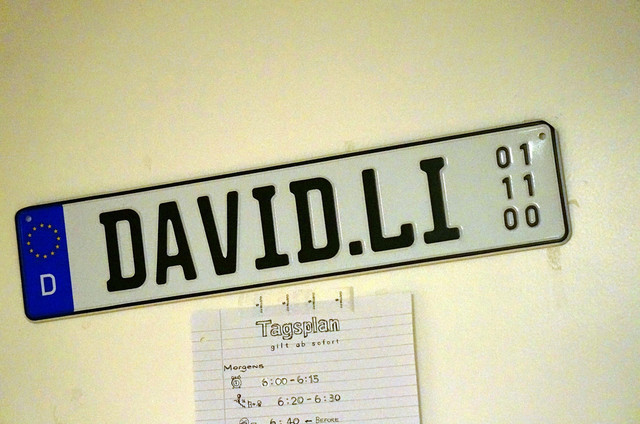 D
DAVID.LI
01
11
00
Tagsplan
gilt ab sofort
Morgens
6:00-6:15
6:20-6:30
6:40 ← BEFORE